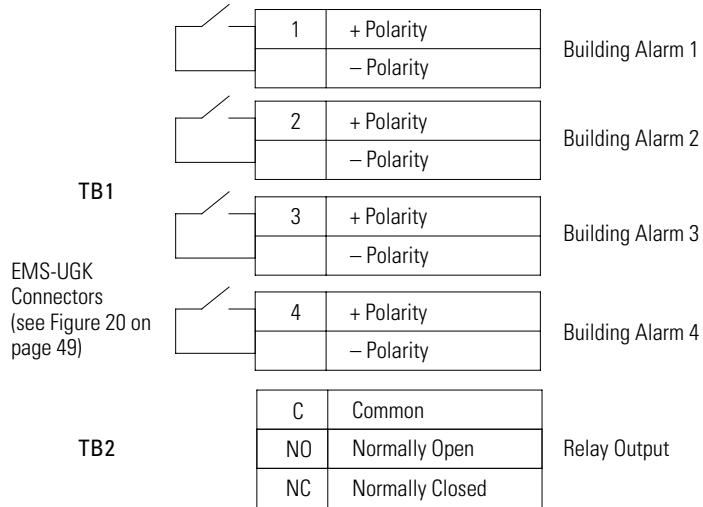 1 + Polarity
– Polarity
Building Alarm 1
2 + Polarity
– Polarity
Building Alarm 2
TB1
3 + Polarity
– Polarity
Building Alarm 3
EMS-UGK
Connectors
(see Figure 20 on
page 49)
4 + Polarity
– Polarity
Building Alarm 4
TB2
C Common
NO Normally Open
NC Normally Closed
Relay Output